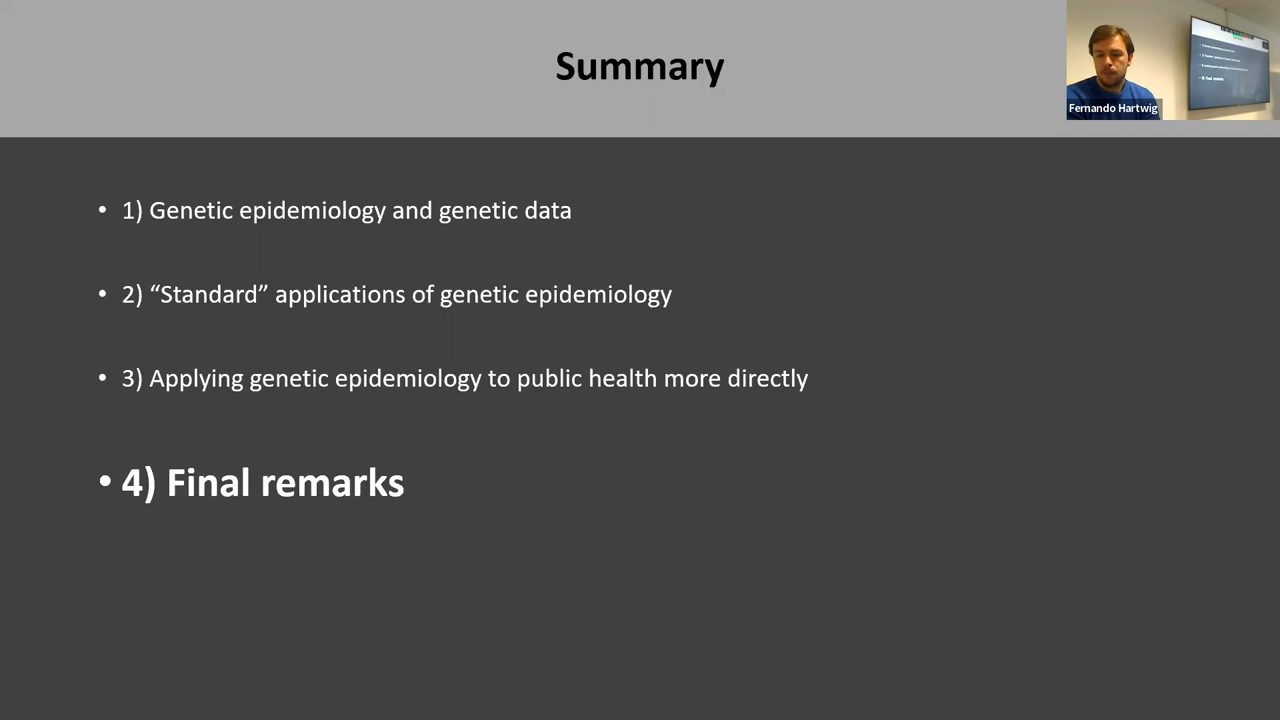 Summary
Fernando Hartwig
• 1) Genetic epidemiology and genetic data
• 2) “Standard” applications of genetic epidemiology
• 3) Applying genetic epidemiology to public health more directly
• 4) Final remarks